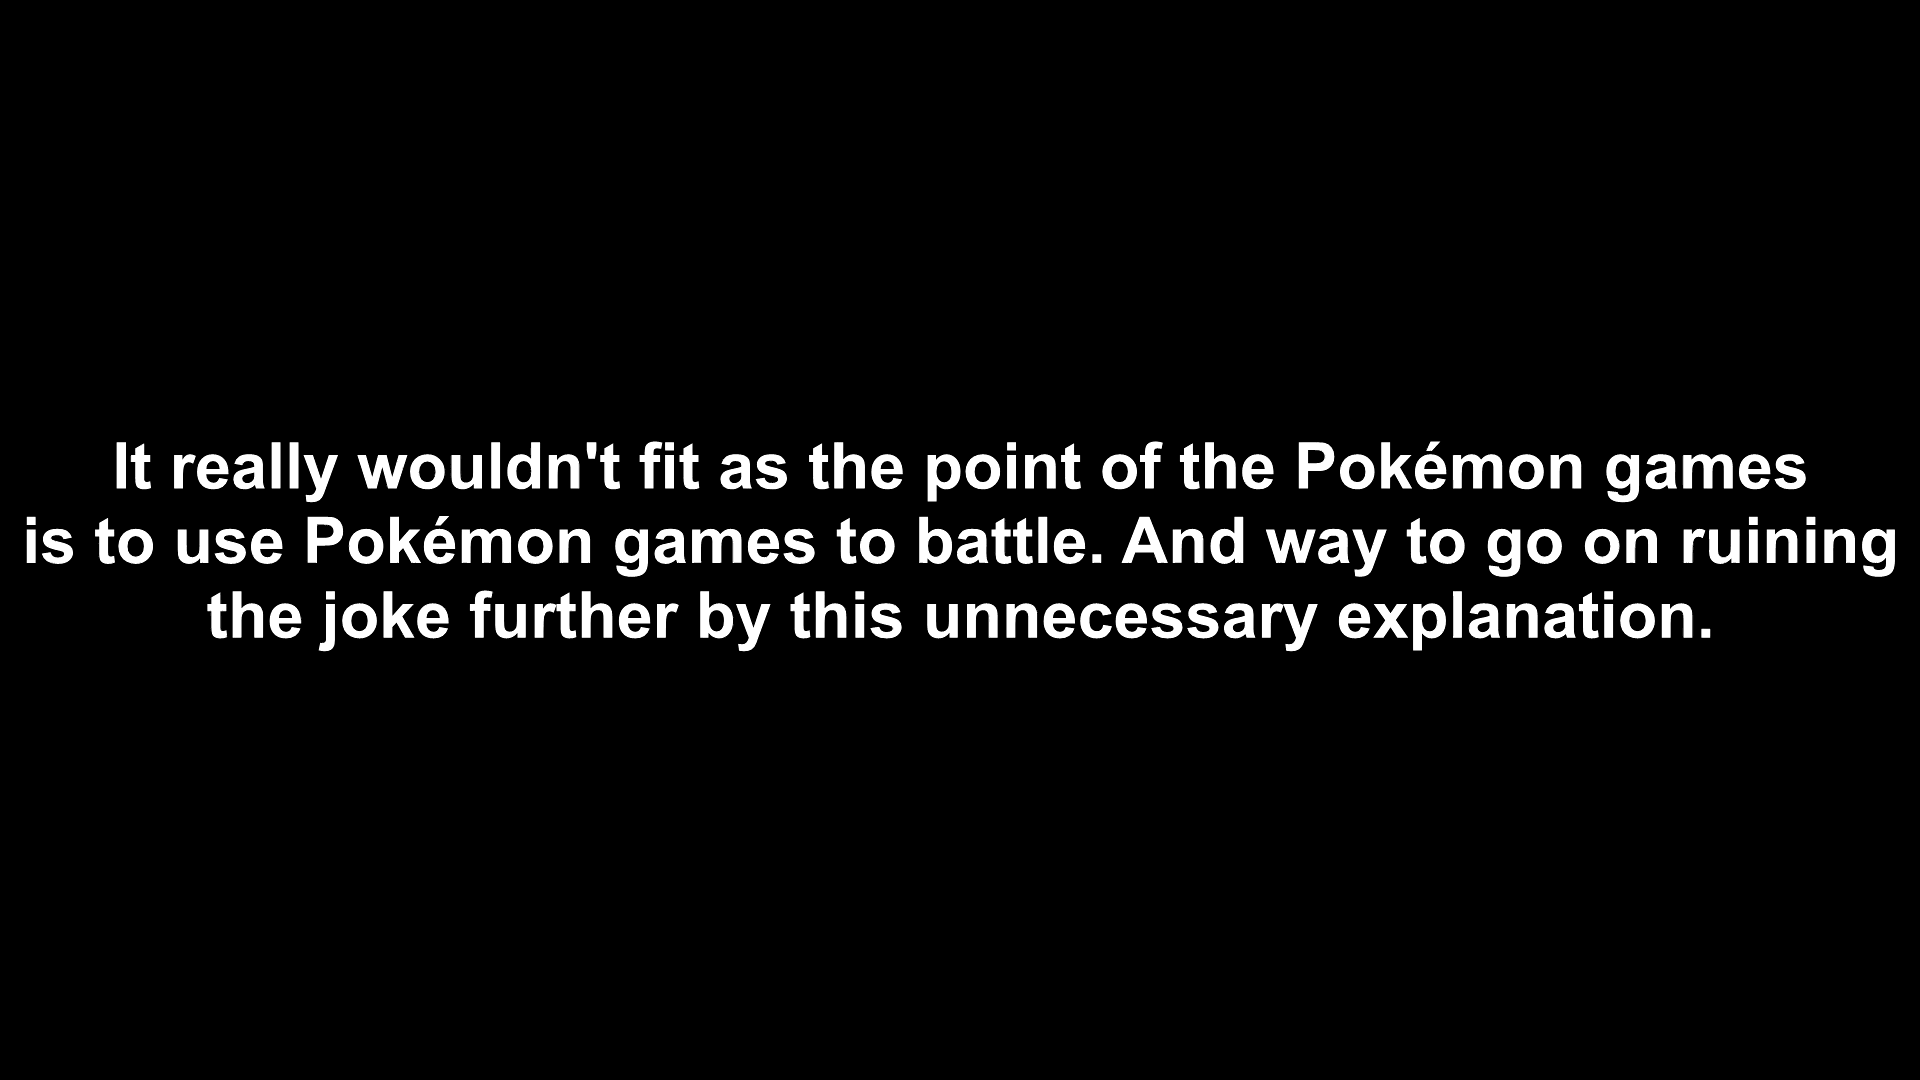 It really wouldn't fit as the point of the Pokémon games
is to use Pokémon games to battle. And way to go on ruining
the joke further by this unnecessary explanation.